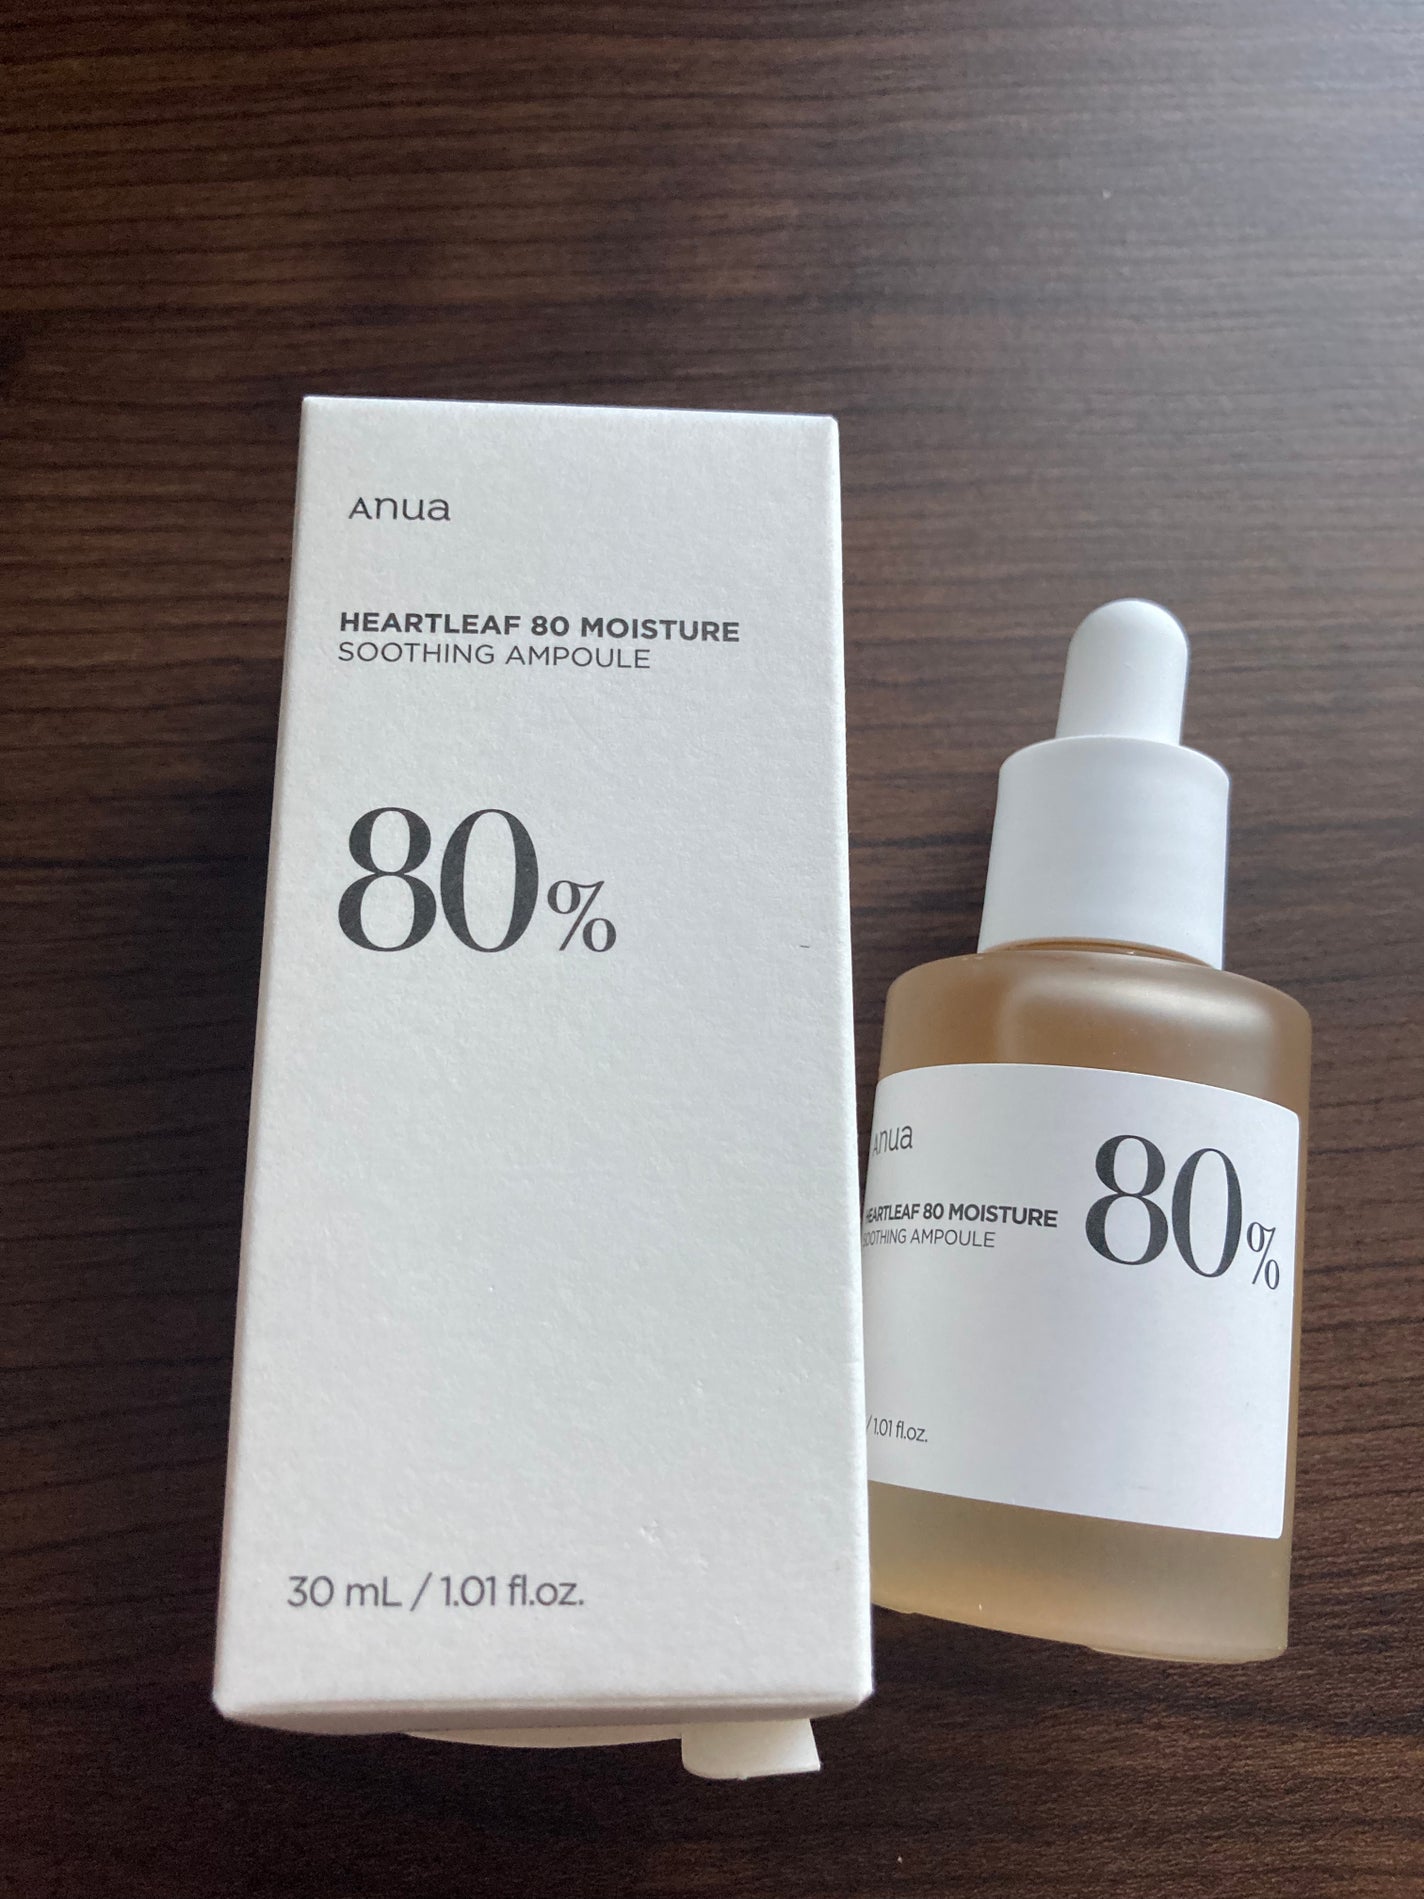 Anua
HEARTLEAF 80 MOISTURE
SOOTHING AMPOULE
80%
30 mL / 1.01 fl.oz.
Anua
HEARTLEAF 80 MOISTURE
SOOTHING AMPOULE
80%
/ 1.01 fl.oz.